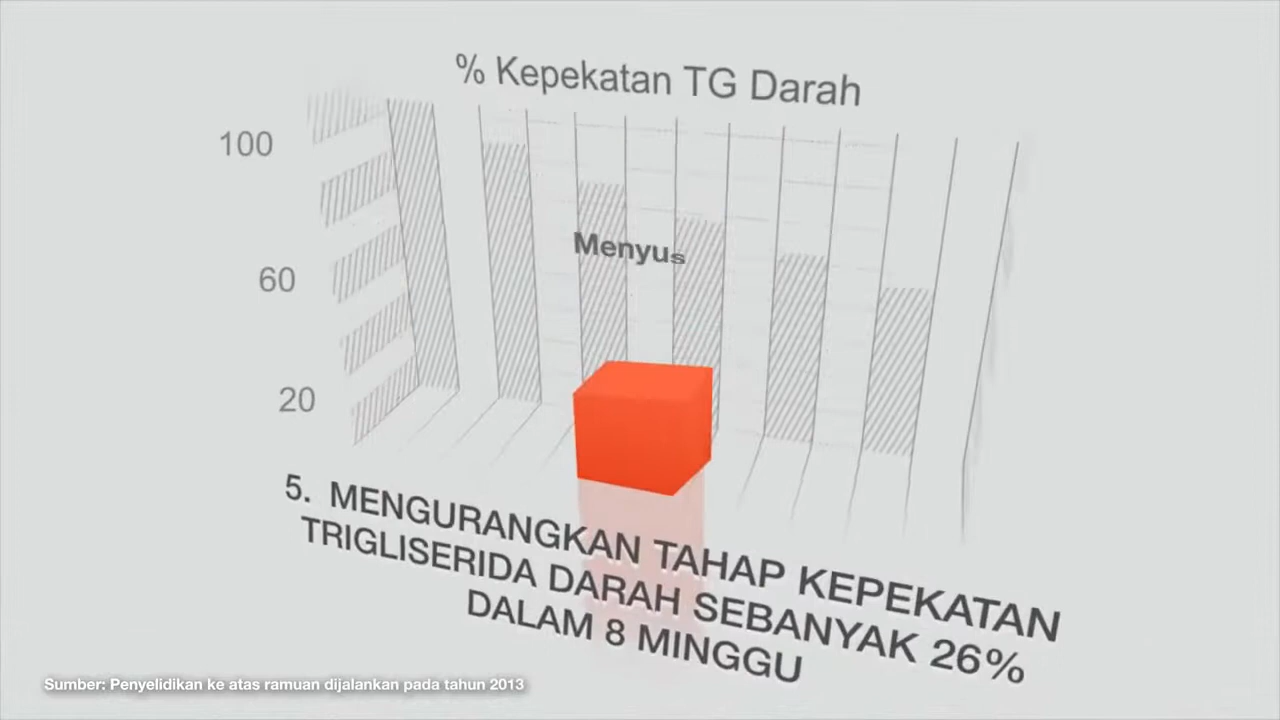 % Kepekatan TG Darah
100
60
20
Menyus
5. MENGURANGKAN TAHAP KEPEKATAN
TRIGLISERIDA DARAH SEBANYAK 26%
DALAM 8 MINGGU
Sumber: Penyelidikan ke atas ramuan dijalankan pada tahun 2013